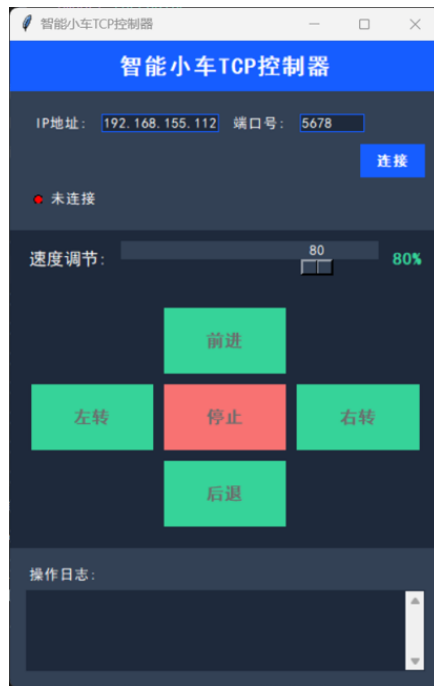 智能小车TCP控制器
智能小车TCP控制器
IP地址： 192.168.155.112 端口号： 5678
连接
未连接
80
速度调节： 80%
前进
左转 停止 右转
后退
操作日志：